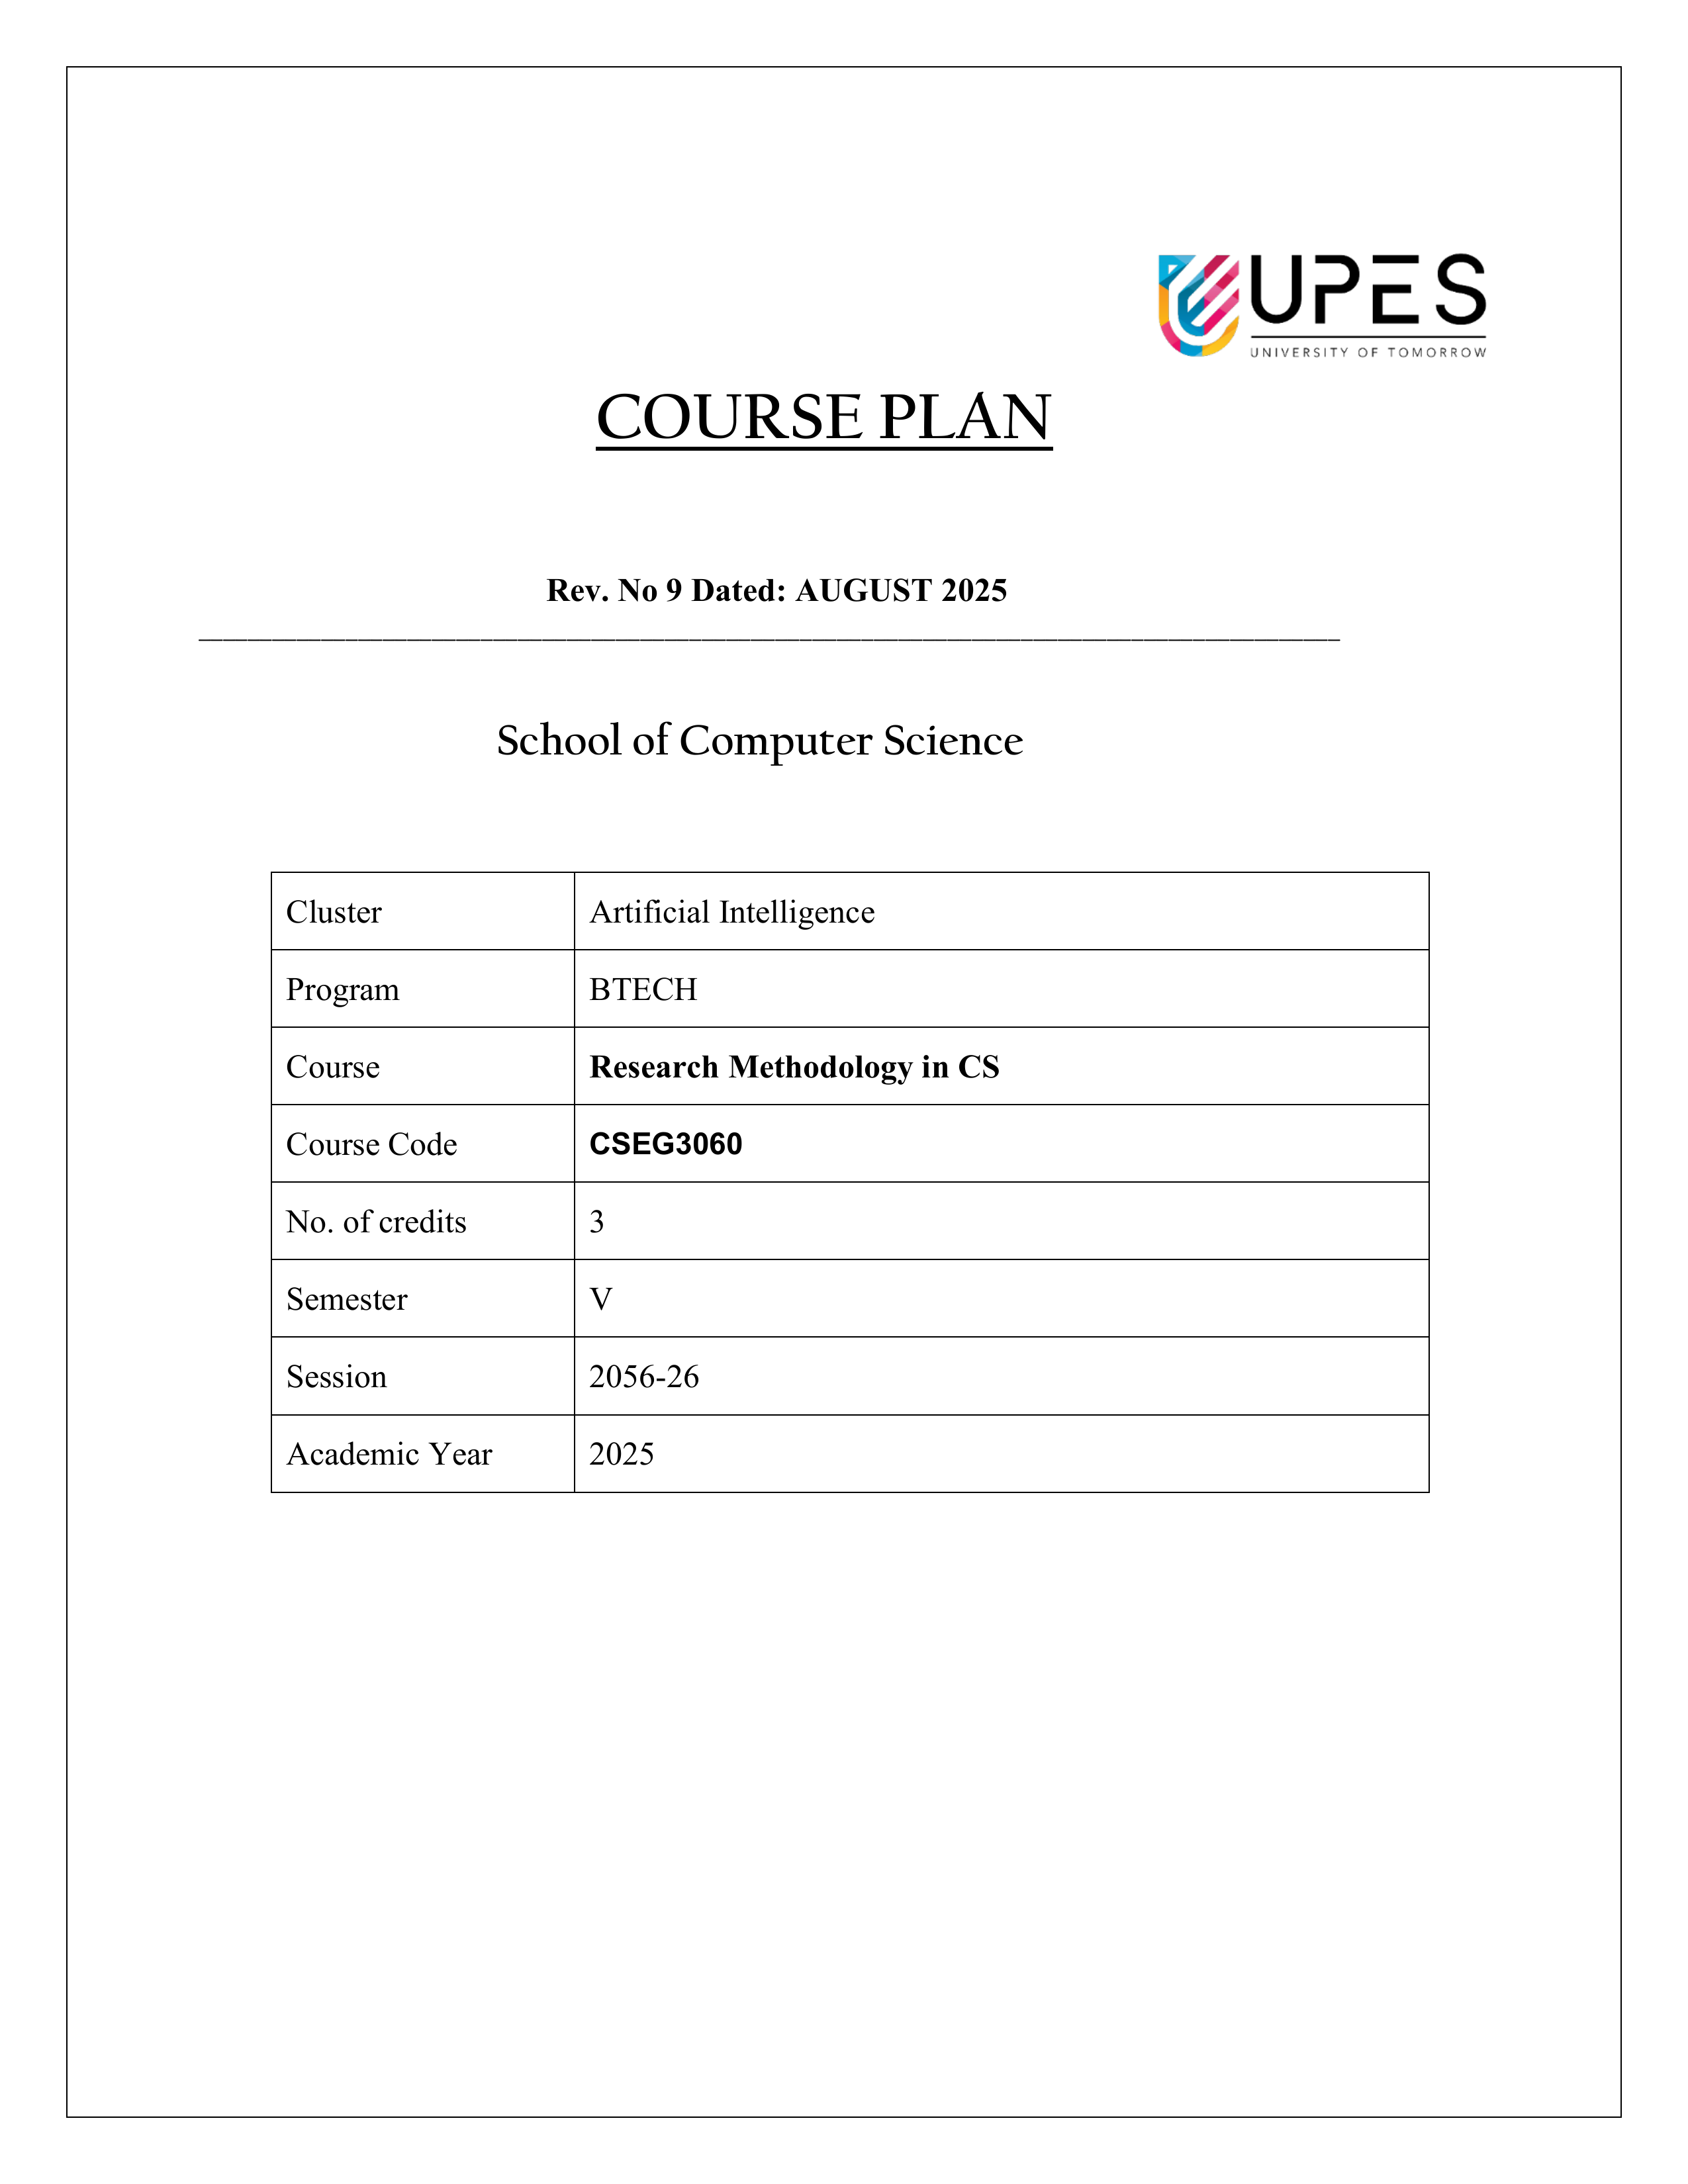 UPES
UNIVERSITY OF TOMORROW
COURSE PLAN
Rev. No 9 Dated: AUGUST 2025
School of Computer Science
Cluster Artificial Intelligence
Program BTECH
Course Research Methodology in CS
Course Code CSEG3060
No. of credits 3
Semester V
Session 2056-26
Academic Year 2025